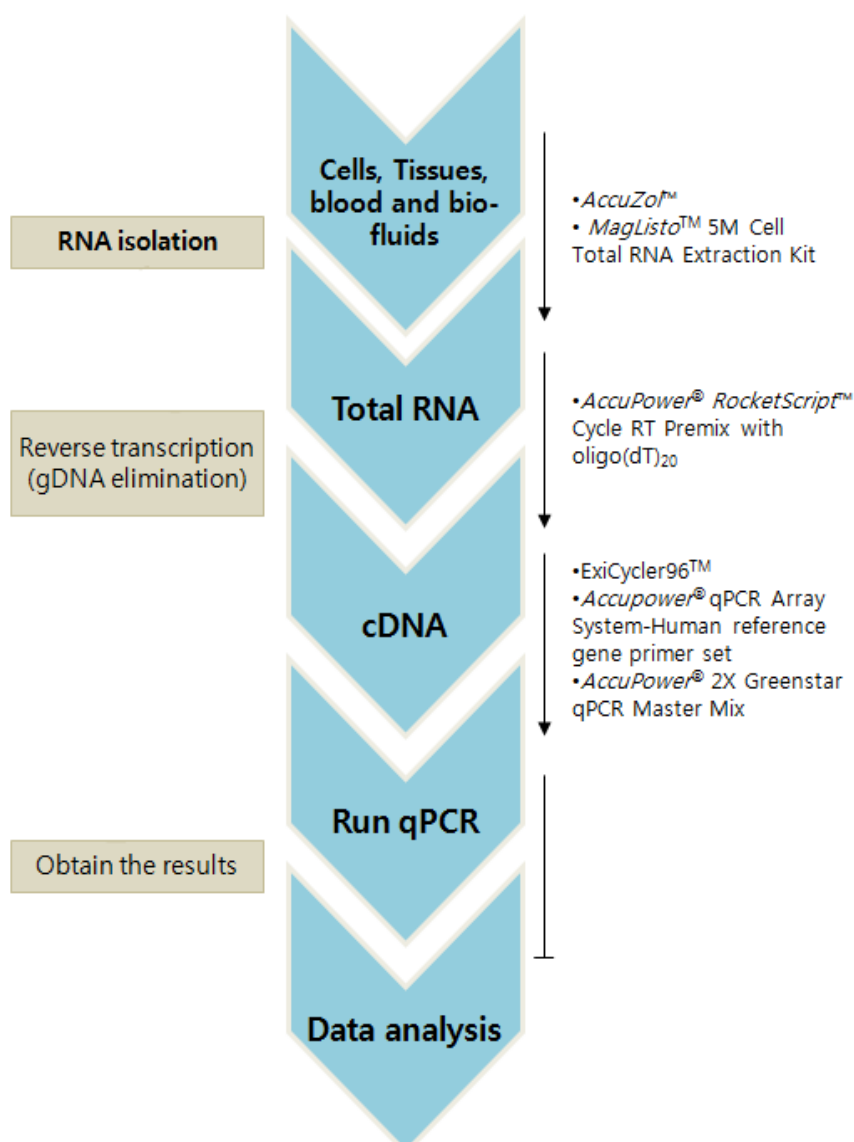 Cells, Tissues,
blood and bio-
fluids
RNA isolation
•AccuZol™
• MagListo™ 5M Cell
Total RNA Extraction Kit
Total RNA
Reverse transcription
(gDNA elimination)
•AccuPower® RocketScript™
Cycle RT Premix with
oligo(dT)₂₀
cDNA
•ExiCycler96™
•Accupower® qPCR Array
System-Human reference
gene primer set
•AccuPower® 2X Greenstar
qPCR Master Mix
Run qPCR
Obtain the results
Data analysis